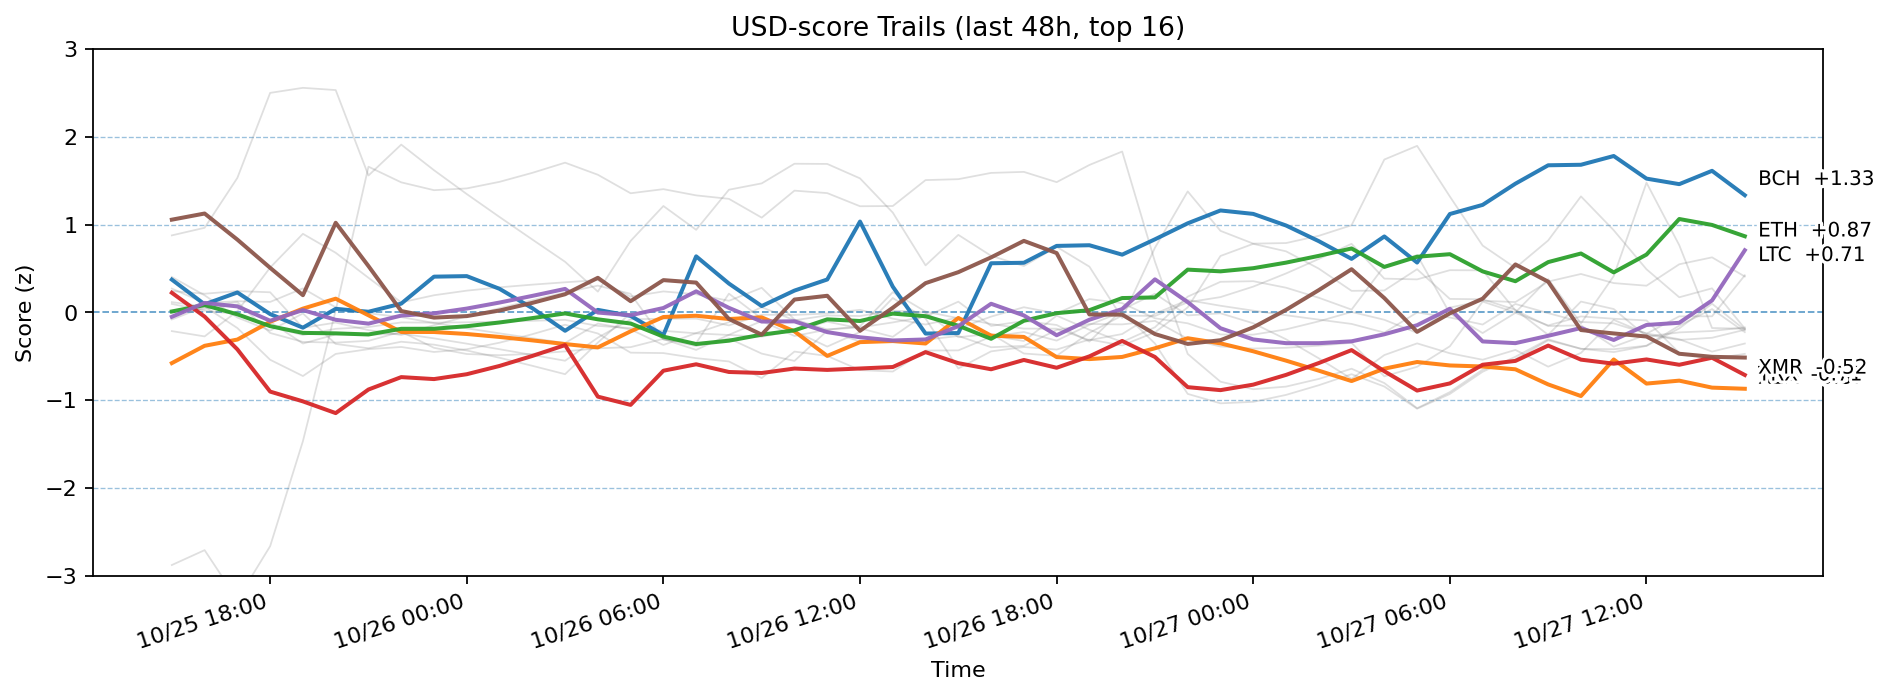 USD-score Trails (last 48h, top 16)
Score (z)
3
2
1
0
−1
−2
−3
BCH +1.33
ETH +0.87
LTC +0.71
XMR -0.52
10/25 18:00
10/26 00:00
10/26 06:00
10/26 12:00
10/26 18:00
10/27 00:00
10/27 06:00
10/27 12:00
Time